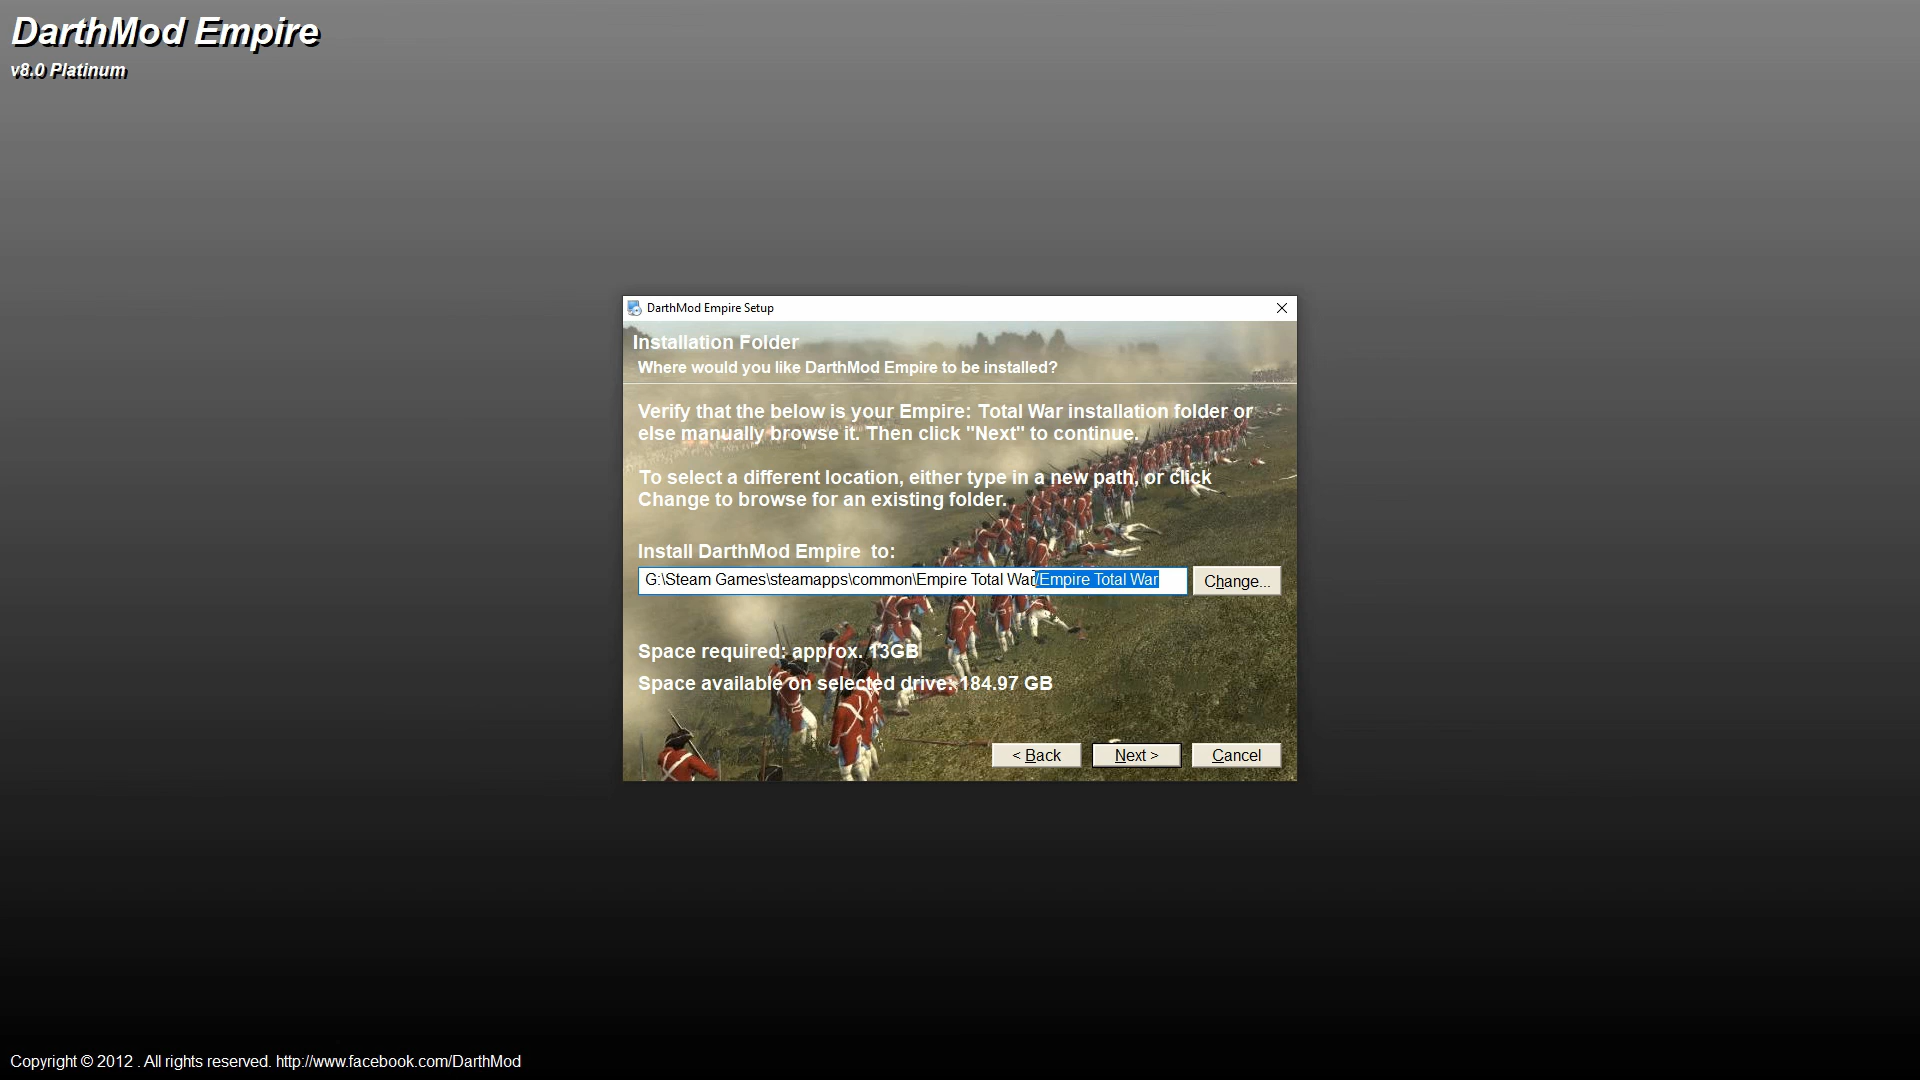 DarthMod Empire
v8.0 Platinum
DarthMod Empire Setup
Installation Folder
Where would you like DarthMod Empire to be installed?
Verify that the below is your Empire: Total War installation folder or
else manually browse it. Then click "Next" to continue.
To select a different location, either type in a new path, or click
Change to browse for an existing folder.
Install DarthMod Empire  to:
G:\Steam Games\steamapps\common\Empire Total War/Empire Total War
Change...
Space required: approx. 13GB
Space available on selected drive: 184.97 GB
< Back
Next >
Cancel
Copyright © 2012 . All rights reserved. http://www.facebook.com/DarthMod